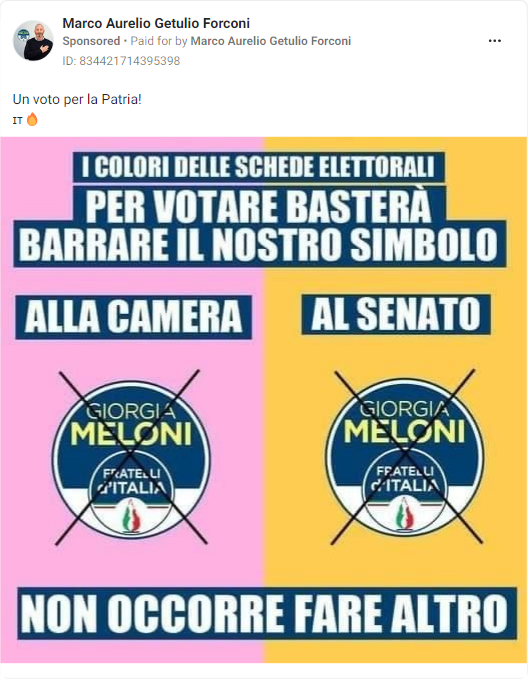 Marco Aurelio Getulio Forconi
Sponsored • Paid for by Marco Aurelio Getulio Forconi
ID: 834421714395398
Un voto per la Patria!
IT 🔥
I COLORI DELLE SCHEDE ELETTORALI
PER VOTARE BASTERÀ
BARRARE IL NOSTRO SIMBOLO
ALLA CAMERA
AL SENATO
GIORGIA
MELONI
FRATELLI
d'ITALIA
GIORGIA
MELONI
FRATELLI
d'ITALIA
NON OCCORRE FARE ALTRO